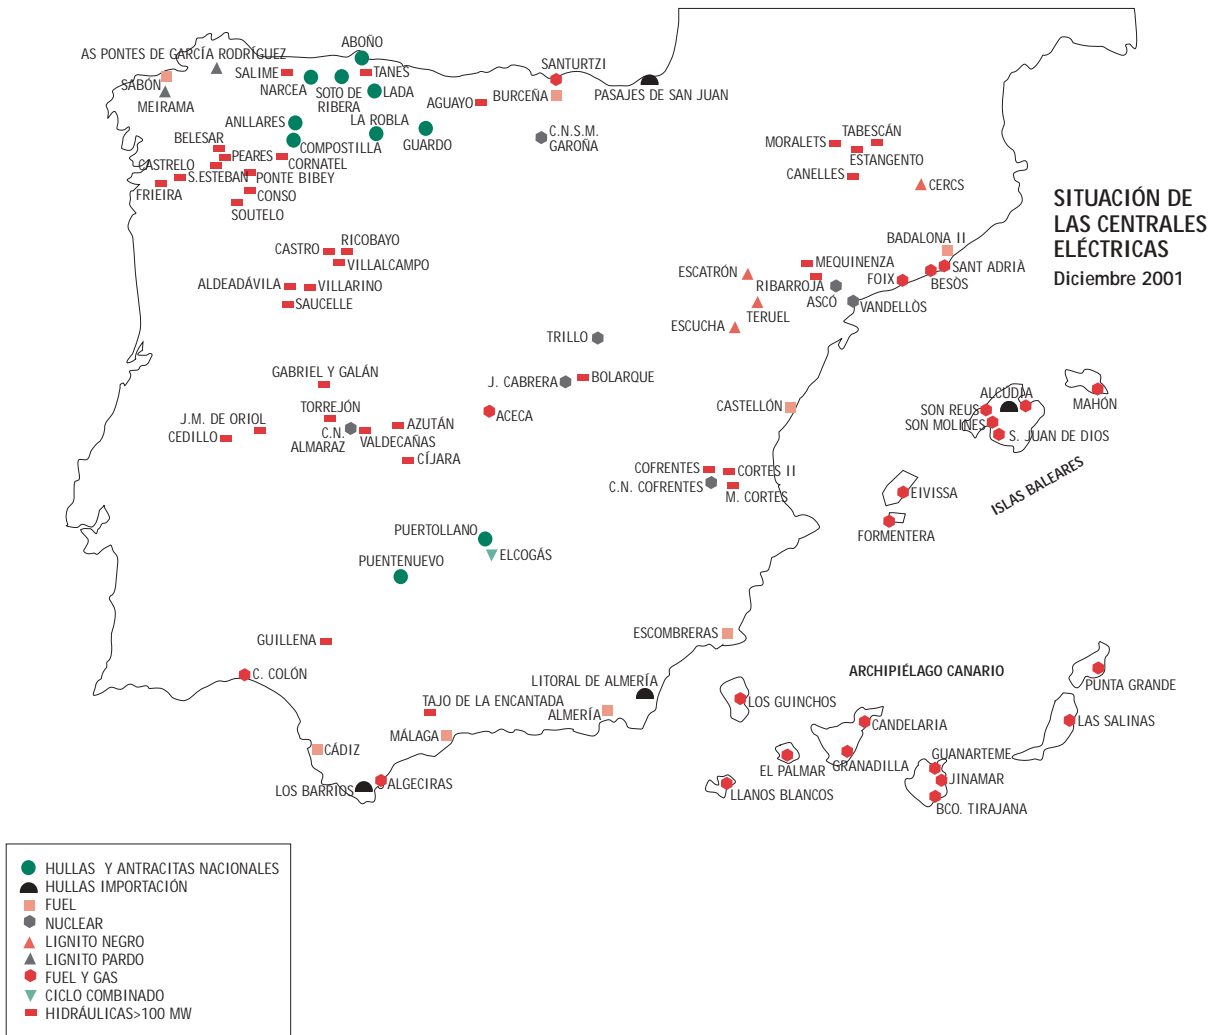 ABOÑO
AS PONTES DE GARCÍA RODRÍGUEZ
SALIME
TANES
SANTURTZI
SABÓN
NARCEA
SOTO DE
RIBERA
LADA
BURCEÑA
PASAJES DE SAN JUAN
MEIRAMA
AGUAYO
ANLLARES
LA ROBLA
GUARDO
C.N.S.M.
GAROÑA
BELESAR
COMPOSTILLA
PEARES
CORNATEL
CASTRELO
S.ESTEBAN
PONTE BIBEY
FRIEIRA
CONSO
SOUTELO
MORALETS
TABESCÁN
ESTANGENTO
CANELLES
CERCS
SITUACIÓN DE
LAS CENTRALES
ELÉCTRICAS
Diciembre 2001
CASTRO
RICOBAYO
VILLALCAMPO
BADALONA II
ALDEADÁVILA
VILLARINO
SAUCELLE
ESCATRÓN
MEQUINENZA
RIBARROJA
FOIX
SANT ADRIÀ
BESÒS
ASCÓ
VANDELLÒS
TERUEL
ESCUCHA
TRILLO
GABRIEL Y GALÁN
J. CABRERA
BOLARQUE
TORREJÓN
ACECA
CASTELLÓN
ALCUDIA
MAHÓN
SON REUS
SON MOLINES
S. JUAN DE DIOS
J.M. DE ORIOL
CEDILLO
C.N.
ALMARAZ
VALDECAÑAS
AZUTÁN
CÍJARA
COFRENTES
CORTES II
C.N. COFRENTES
M. CORTES
ISLAS BALEARES
EIVISSA
FORMENTERA
PUERTOLLANO
ELCOGÁS
PUENTENUEVO
GUILLENA
ESCOMBRERAS
C. COLÓN
LITORAL DE ALMERÍA
TAJO DE LA ENCANTADA
ALMERÍA
MÁLAGA
CÁDIZ
LOS BARRIOS
ALGECIRAS
ARCHIPIÉLAGO CANARIO
PUNTA GRANDE
LOS GUINCHOS
CANDELARIA
LAS SALINAS
EL PALMAR
GRANADILLA
GUANARTEME
LLANOS BLANCOS
JINAMAR
BCO. TIRAJANA
HULLAS Y ANTRACITAS NACIONALES
HULLAS IMPORTACIÓN
FUEL
NUCLEAR
LIGNITO NEGRO
LIGNITO PARDO
FUEL Y GAS
CICLO COMBINADO
HIDRÁULICAS>100 MW